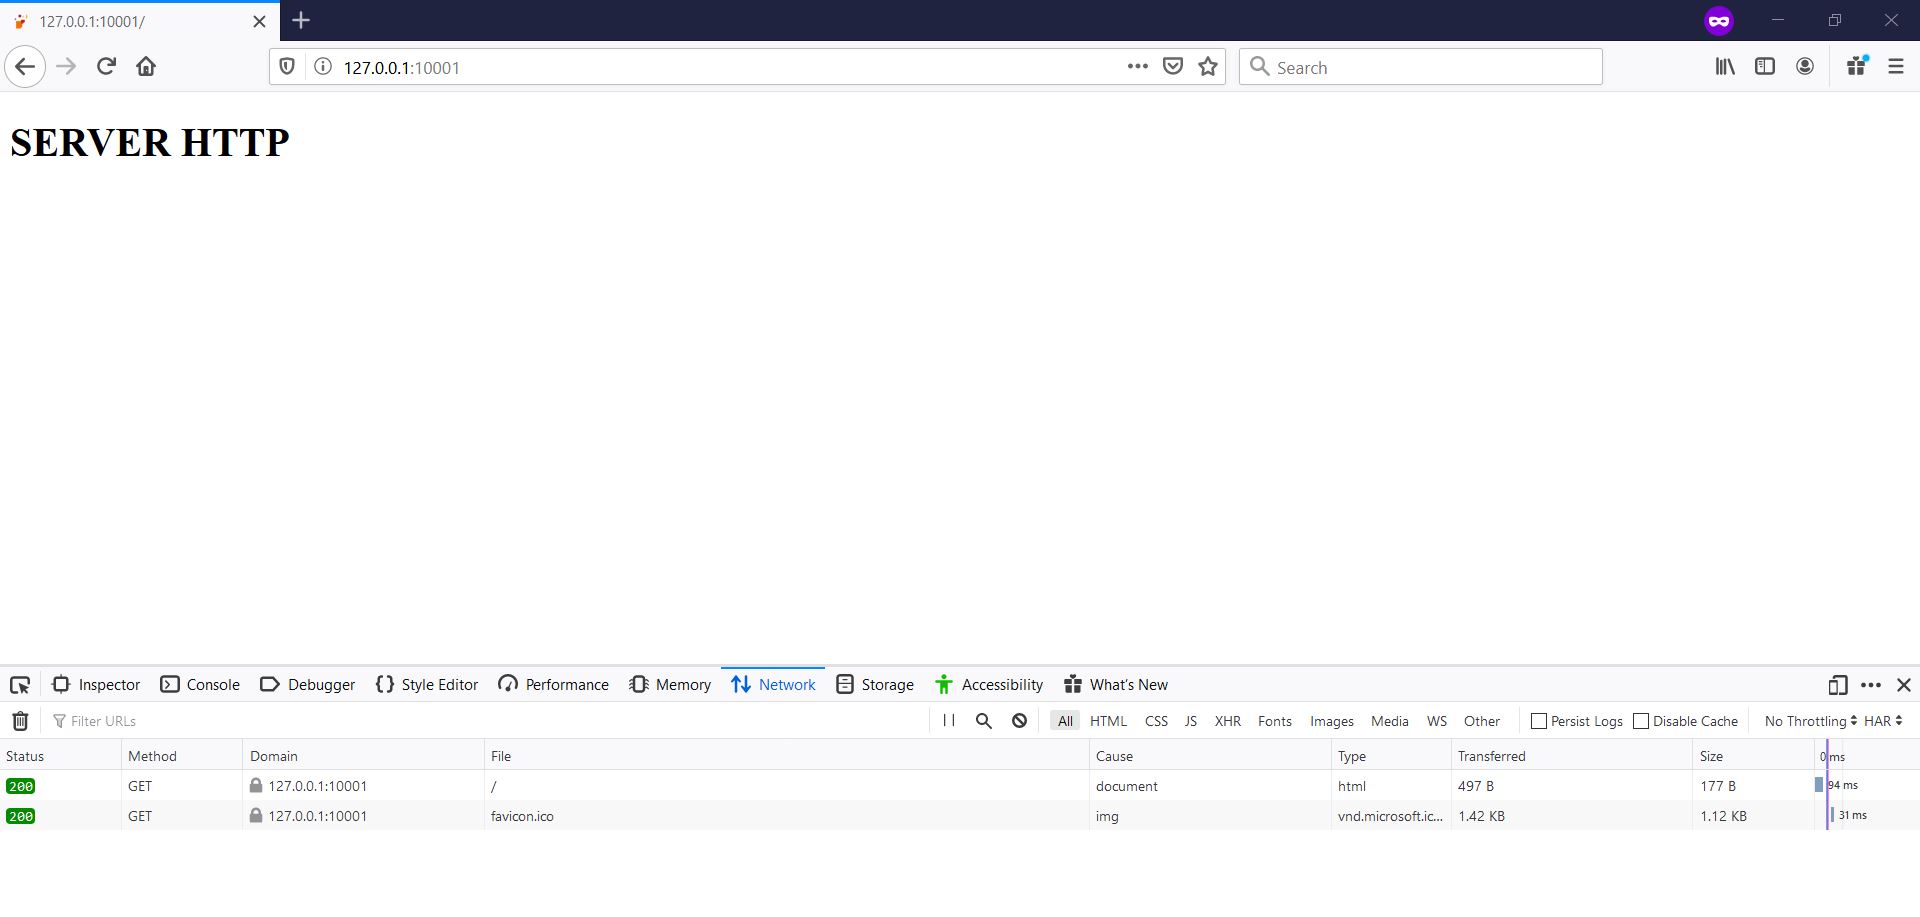 127.0.0.1:10001/
127.0.0.1:10001
Search
SERVER HTTP
Inspector Console Debugger Style Editor Performance Memory Network Storage Accessibility What's New
Filter URLs All HTML CSS JS XHR Fonts Images Media WS Other Persist Logs Disable Cache No Throttling HAR
Status Method Domain File Cause Type Transferred Size 0 ms
200 GET 127.0.0.1:10001 / document html 497 B 177 B 94 ms
200 GET 127.0.0.1:10001 favicon.ico img vnd.microsoft.ic... 1.42 KB 1.12 KB 31 ms